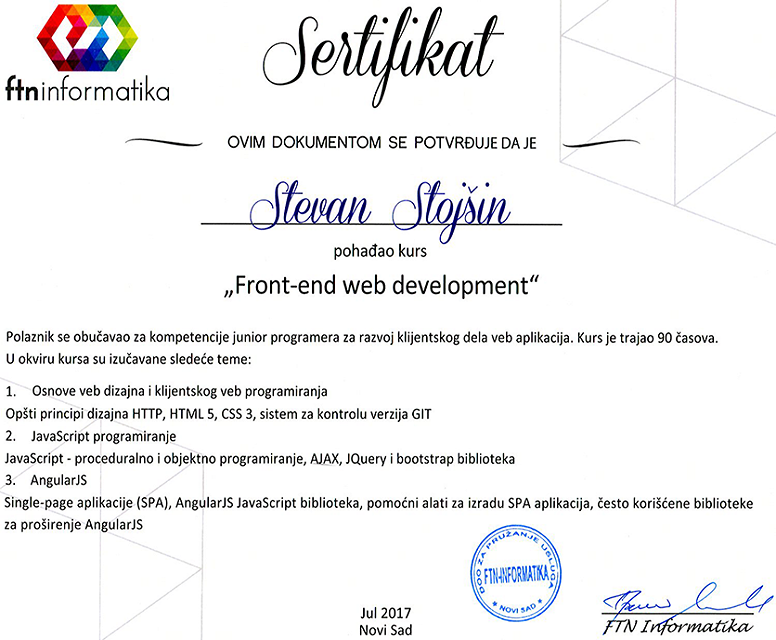 ftninformatika
Sertifikat
OVIM DOKUMENTOM SE POTVRĐUJE DA JE
Stevan Stojšin
pohađao kurs
„Front-end web development“
Polaznik se obučavao za kompetencije junior programera za razvoj klijentskog dela veb aplikacija. Kurs je trajao 90 časova.
U okviru kursa su izučavane sledeće teme:
1. Osnove veb dizajna i klijentskog veb programiranja
Opšti principi dizajna HTTP, HTML 5, CSS 3, sistem za kontrolu verzija GIT
2. JavaScript programiranje
JavaScript - proceduralno i objektno programiranje, AJAX, JQuery i bootstrap biblioteka
3. AngularJS
Single-page aplikacije (SPA), AngularJS JavaScript biblioteka, pomoćni alati za izradu SPA aplikacija, često korišćene biblioteke
za proširenje AngularJS
DOO ZA PRUŽANJE USLUGA
FTN-INFORMATIKA
* NOVI SAD *
Jul 2017
Novi Sad
FTN Informatika